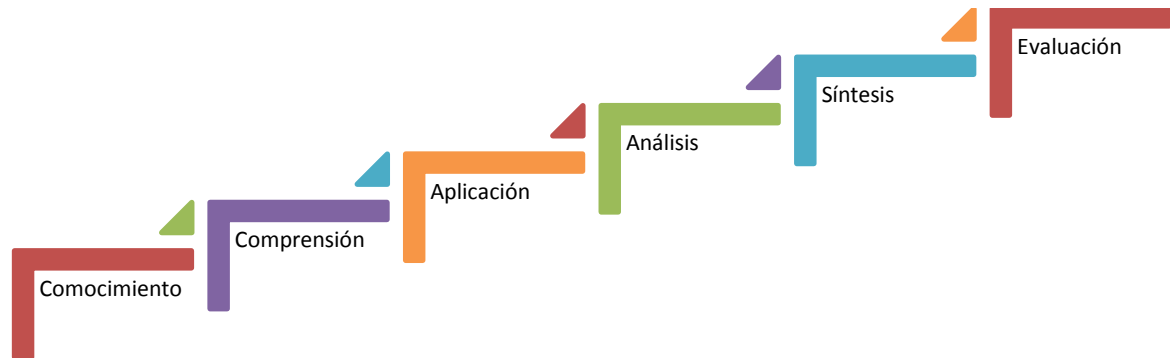 Comocimiento
Comprensión
Aplicación
Análisis
Síntesis
Evaluación